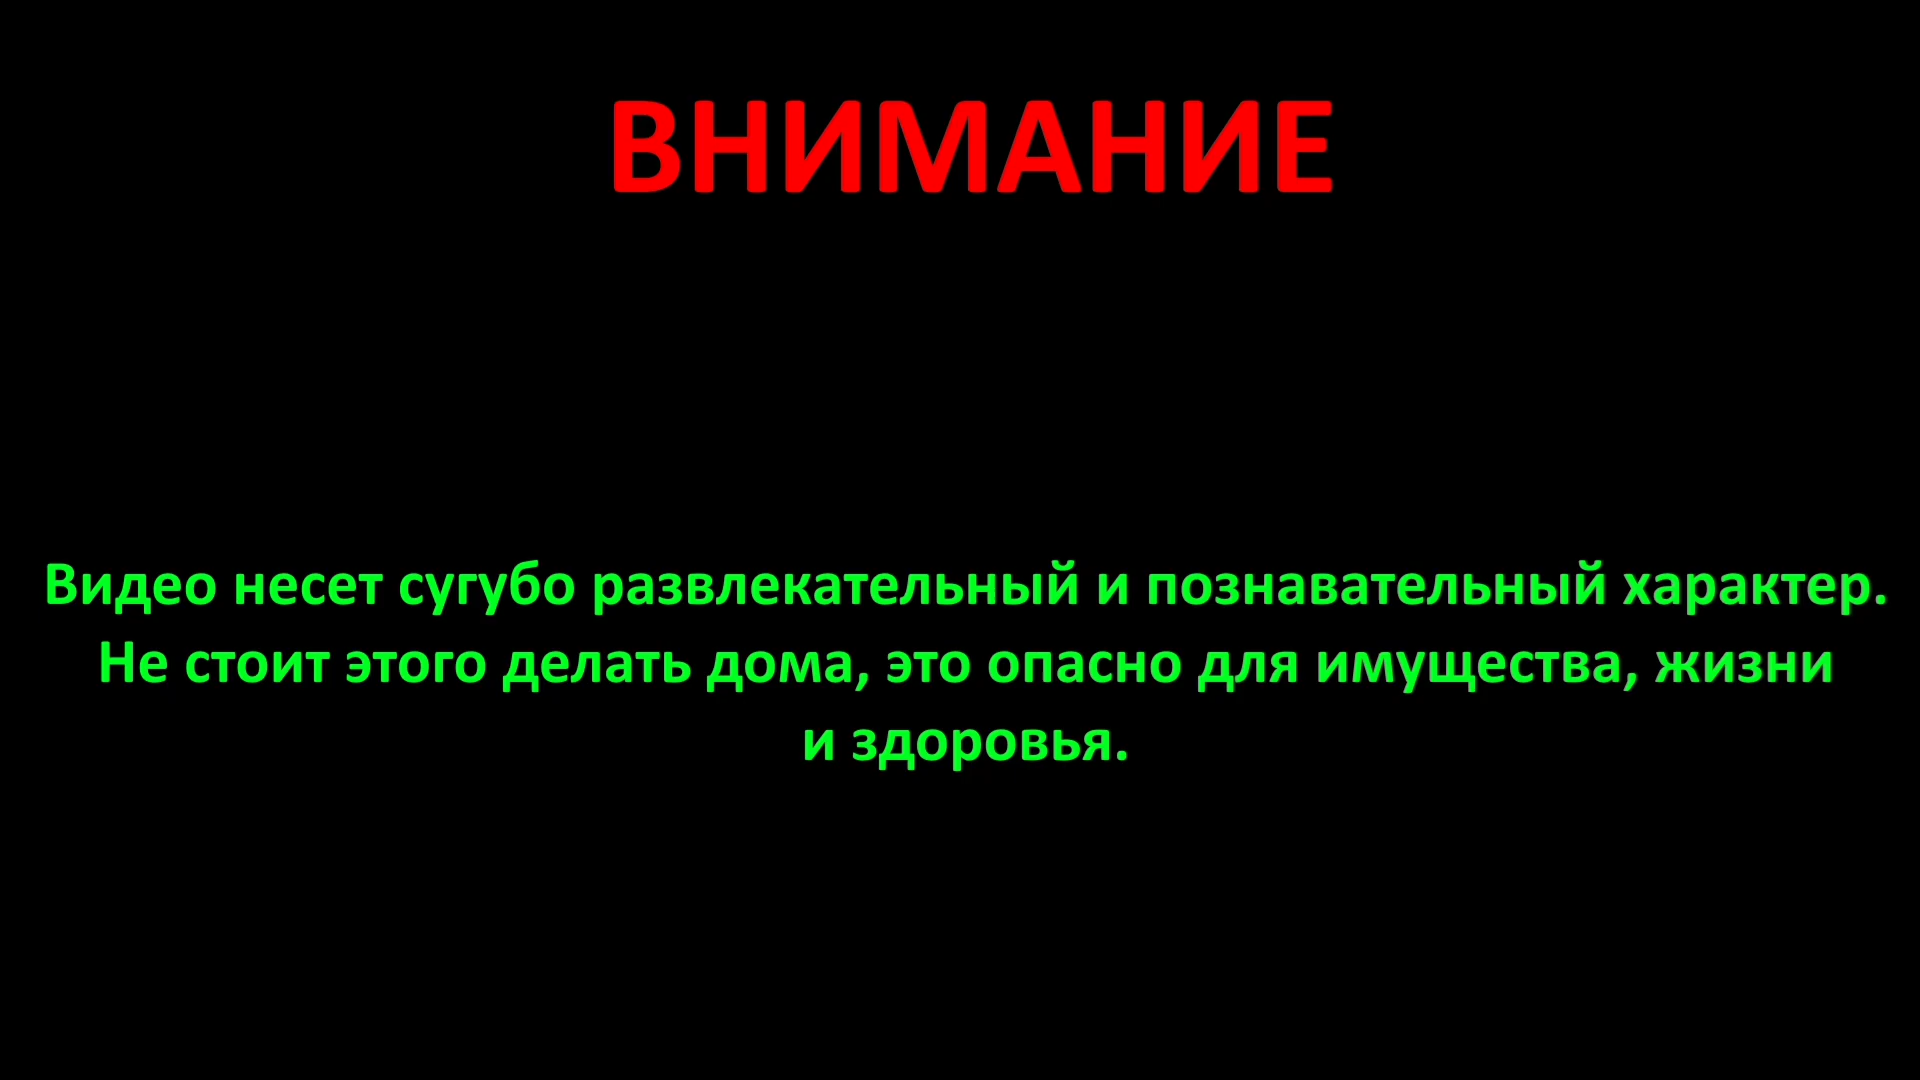 ВНИМАНИЕ
Видео несет сугубо развлекательный и познавательный характер.
Не стоит этого делать дома, это опасно для имущества, жизни
и здоровья.